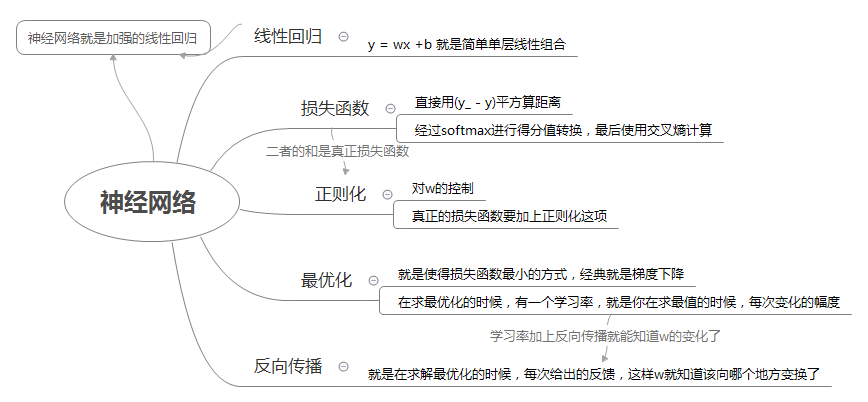 神经网络就是加强的线性回归
线性回归
y = wx +b 就是简单单层线性组合
损失函数
直接用(y_ - y)平方算距离
经过softmax进行得分值转换，最后使用交叉熵计算
二者的和是真正损失函数
正则化
对w的控制
真正的损失函数要加上正则化这项
神经网络
最优化
就是使得损失函数最小的方式，经典就是梯度下降
在求最优化的时候，有一个学习率，就是你在求最值的时候，每次变化的幅度
学习率加上反向传播就能知道w的变化了
反向传播
就是在求解最优化的时候，每次给出的反馈，这样w就知道该向哪个地方变换了